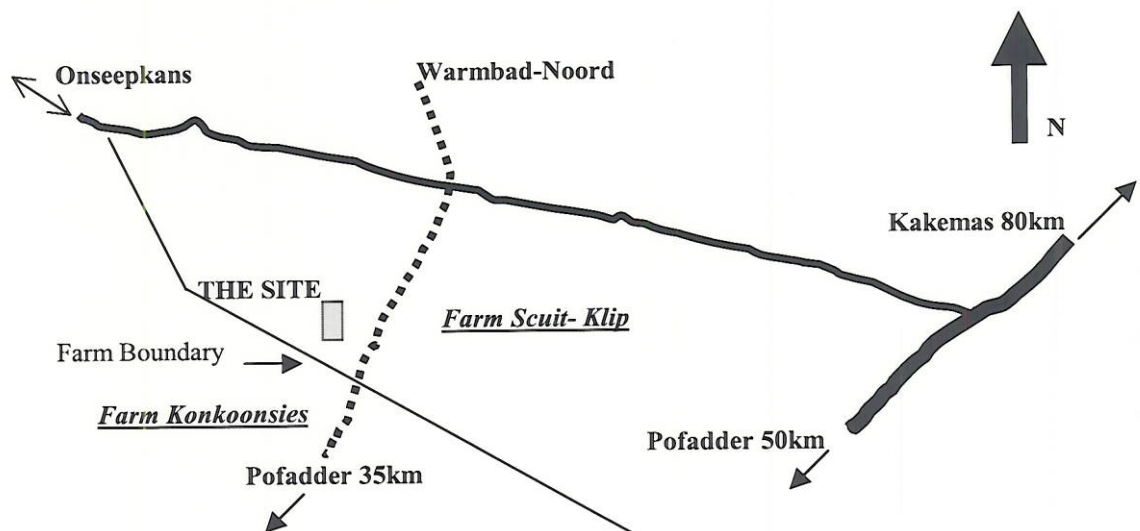 Onseepkans
Warmbad-Noord
N
Kakemas 80km
THE SITE
Farm Scuit- Klip
Farm Boundary
Farm Konkoonsies
Pofadder 50km
Pofadder 35km